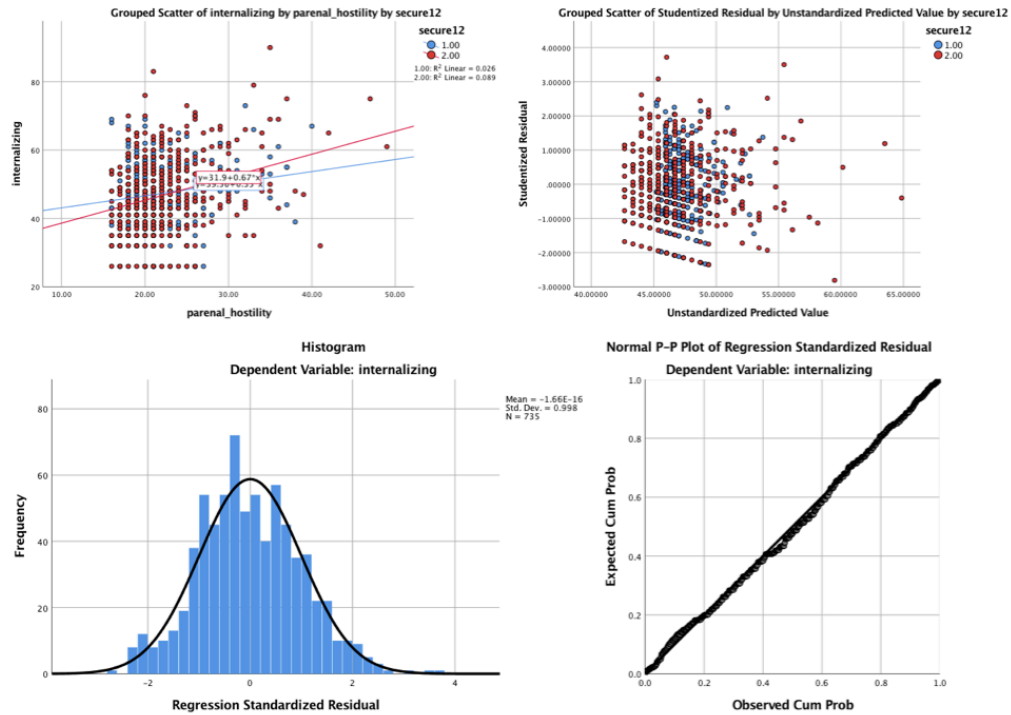 Grouped Scatter of internalizing by parenal_hostility by secure12
secure12
1.00
2.00
1.00: R² Linear = 0.026
2.00: R² Linear = 0.089
internalizing
80
60
40
20
y=31.9+0.67*x
10.00 20.00 30.00 40.00 50.00
parenal_hostility
Grouped Scatter of Studentized Residual by Unstandardized Predicted Value by secure12
secure12
1.00
2.00
Studentized Residual
4.00000
3.00000
2.00000
1.00000
.00000
-1.00000
-2.00000
-3.00000
40.00000 45.00000 50.00000 55.00000 60.00000 65.00000
Unstandardized Predicted Value
Histogram
Dependent Variable: internalizing
Mean = -1.66E-16
Std. Dev. = 0.998
N = 735
Frequency
80
60
40
20
0
-2 0 2 4
Regression Standardized Residual
Normal P-P Plot of Regression Standardized Residual
Dependent Variable: internalizing
Expected Cum Prob
1.0
0.8
0.6
0.4
0.2
0.0
0.0 0.2 0.4 0.6 0.8 1.0
Observed Cum Prob